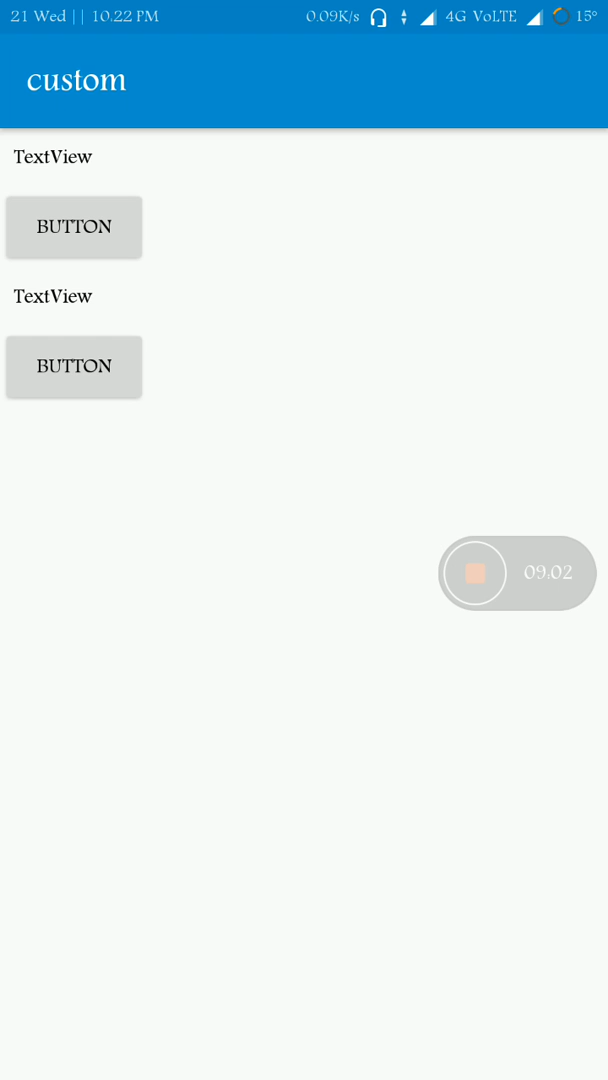 21 Wed || 10.22 PM 0.09K/s 4G VoLTE 15°
custom
TextView
BUTTON
TextView
BUTTON
09:02